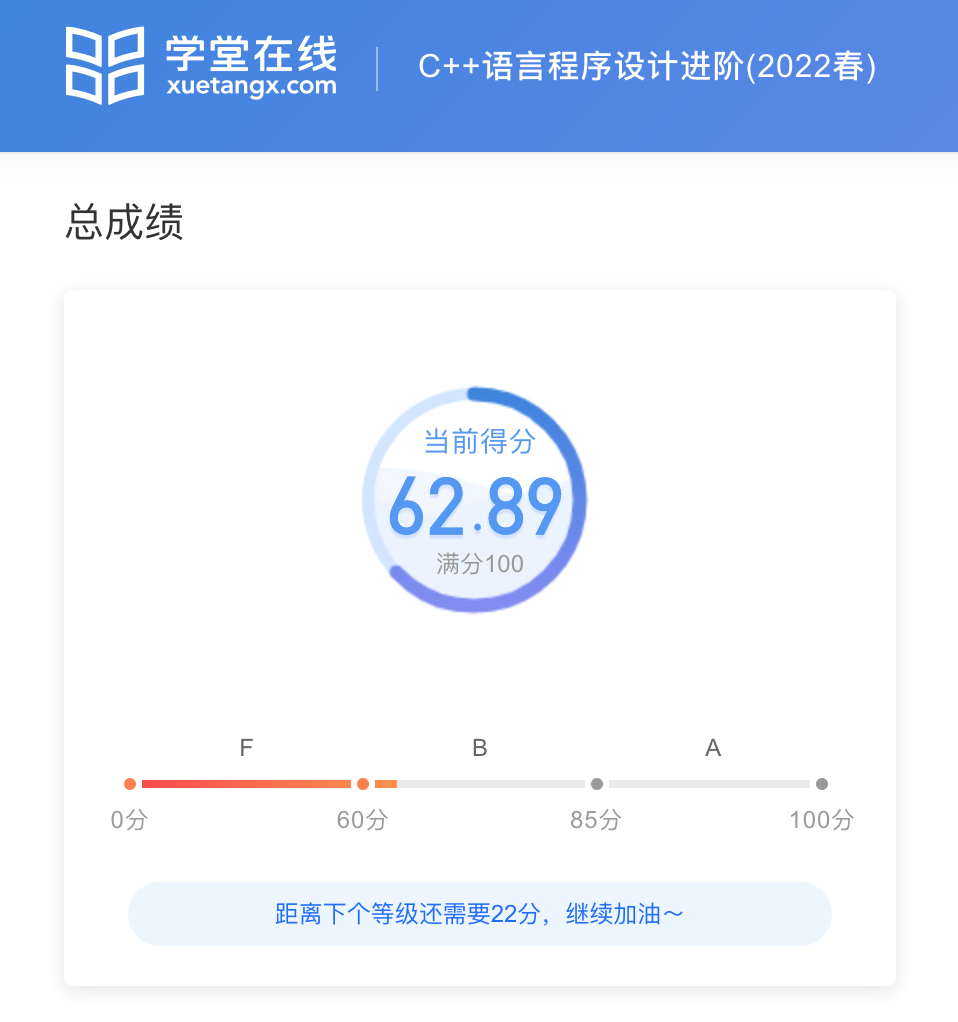 学堂在线
xuetangx.com
C++语言程序设计进阶(2022春)
总成绩
当前得分
62.89
满分100
F B A
0分 60分 85分 100分
距离下个等级还需要22分，继续加油～